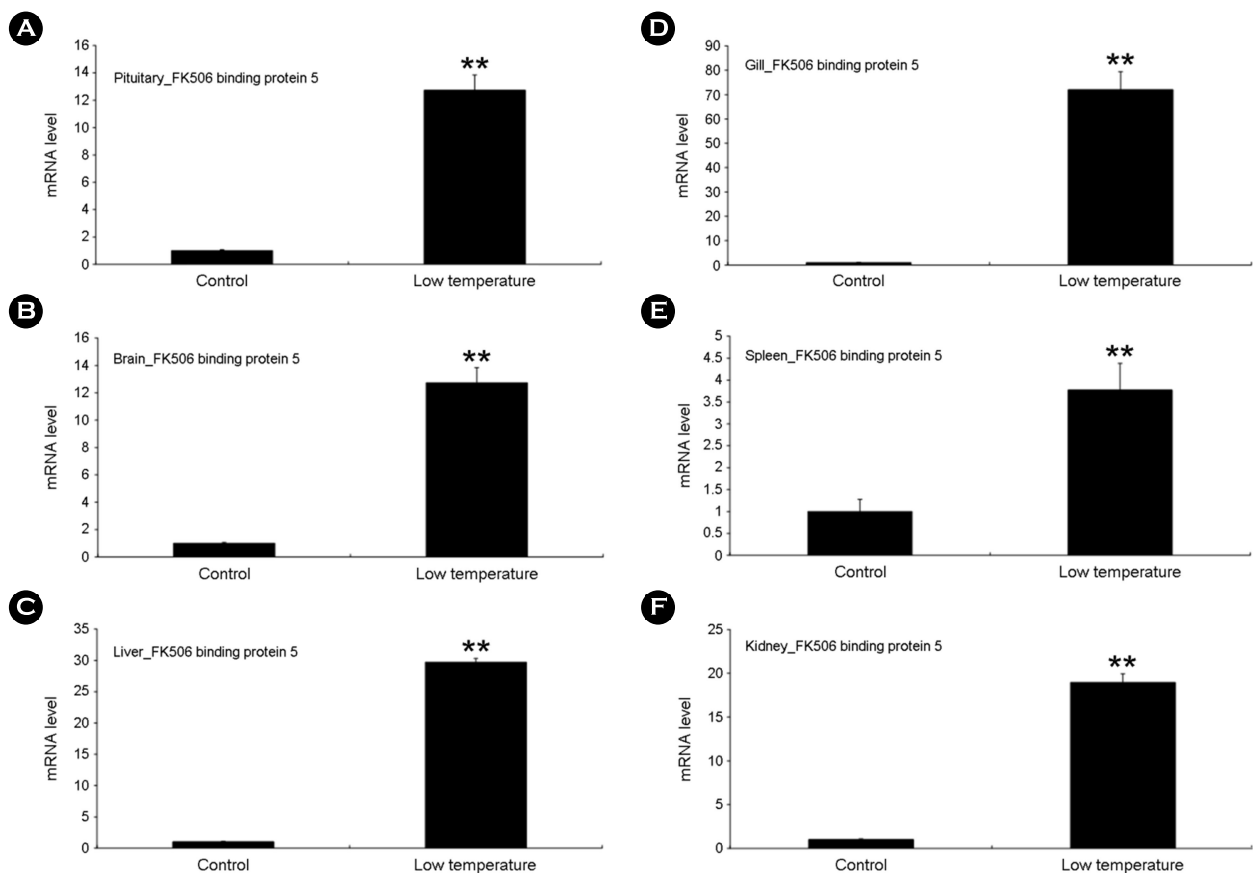 A
16
14
12
10
8
6
4
2
0
mRNA level
Pituitary_FK506 binding protein 5
**
Control
Low temperature
B
16
14
12
10
8
6
4
2
0
mRNA level
Brain_FK506 binding protein 5
**
Control
Low temperature
C
35
30
25
20
15
10
5
0
mRNA level
Liver_FK506 binding protein 5
**
Control
Low temperature
D
90
80
70
60
50
40
30
20
10
0
mRNA level
Gill_FK506 binding protein 5
**
Control
Low temperature
E
5
4.5
4
3.5
3
2.5
2
1.5
1
0.5
0
mRNA level
Spleen_FK506 binding protein 5
**
Control
Low temperature
F
25
20
15
10
5
0
mRNA level
Kidney_FK506 binding protein 5
**
Control
Low temperature